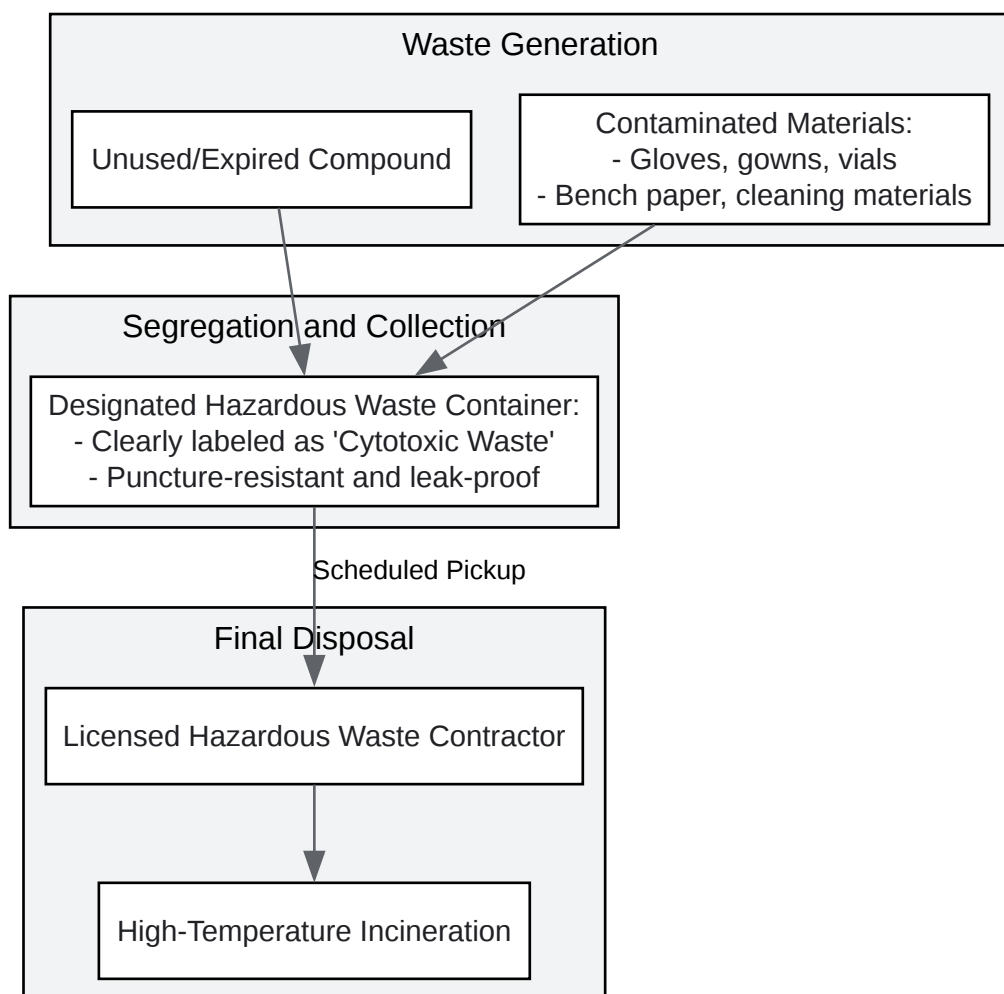 Waste Generation
Unused/Expired Compound
Contaminated Materials:
- Gloves, gowns, vials
- Bench paper, cleaning materials
Segregation and Collection
Designated Hazardous Waste Container:
- Clearly labeled as 'Cytotoxic Waste'
- Puncture-resistant and leak-proof
Scheduled Pickup
Final Disposal
Licensed Hazardous Waste Contractor
High-Temperature Incineration